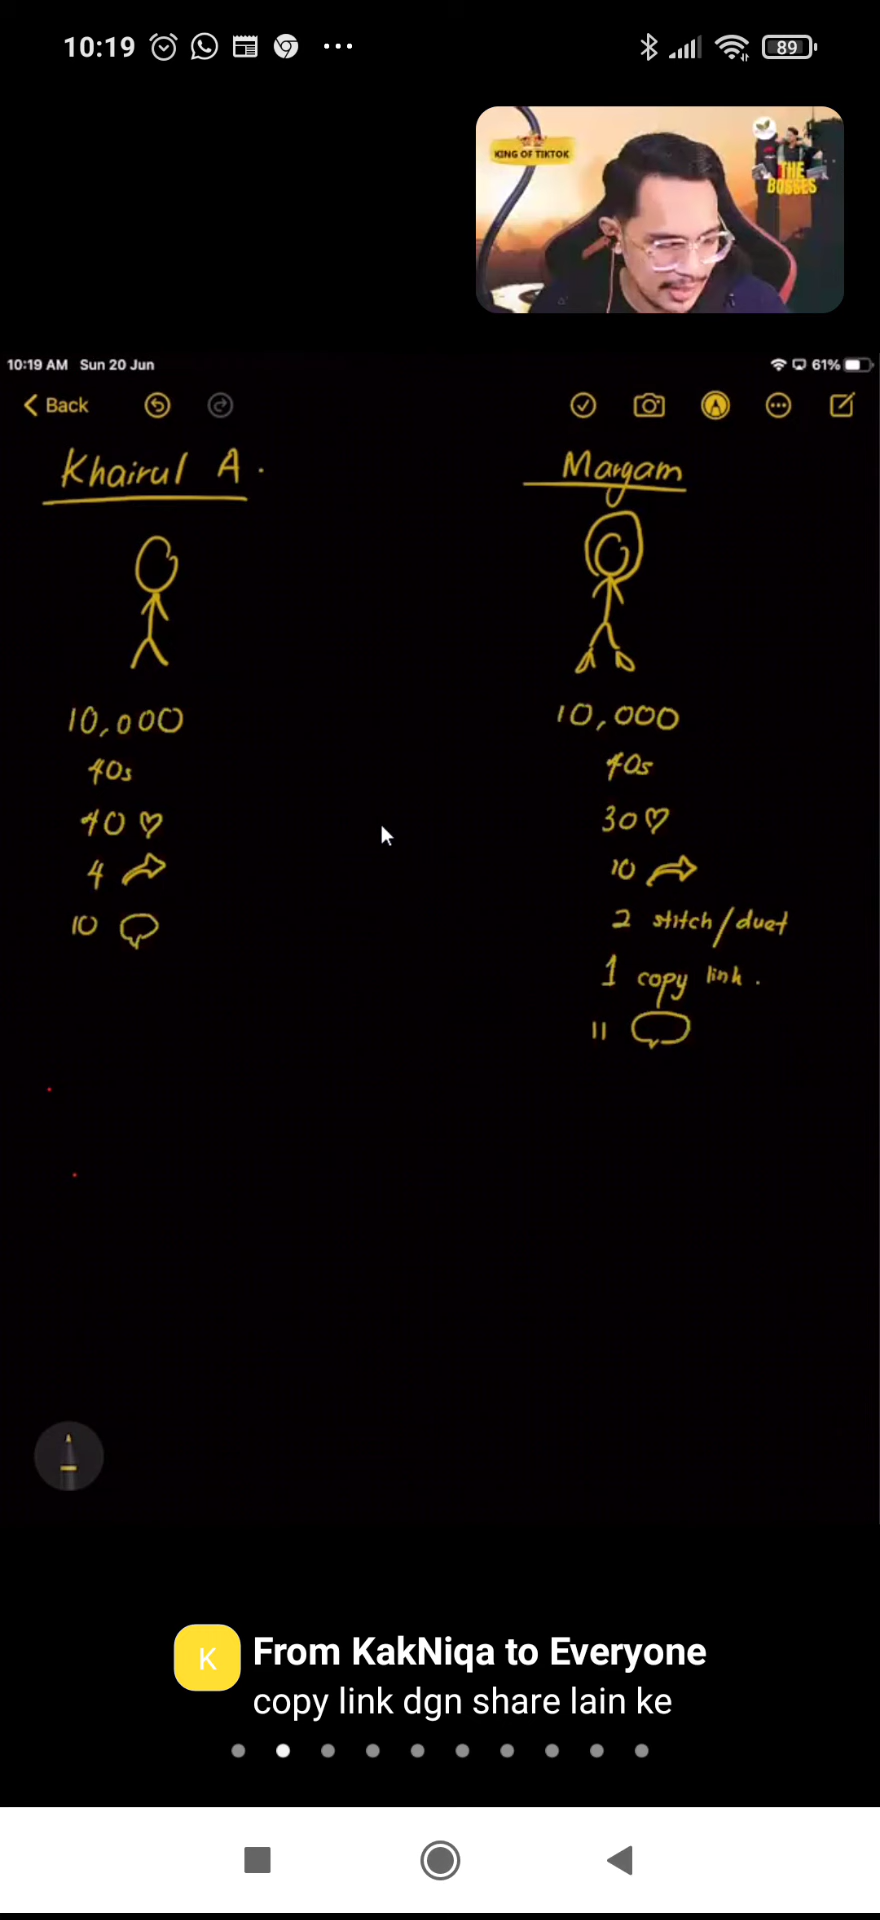 10:19
89
KING OF TIKTOK
THE
BOSSES
10:19 AM Sun 20 Jun
61%
Back
Khairul A.
Maryam
10,000
40s
40
4
10
10,000
40s
30
10
2 stitch/duet
1 copy link.
11
K
From KakNiqa to Everyone
copy link dgn share lain ke